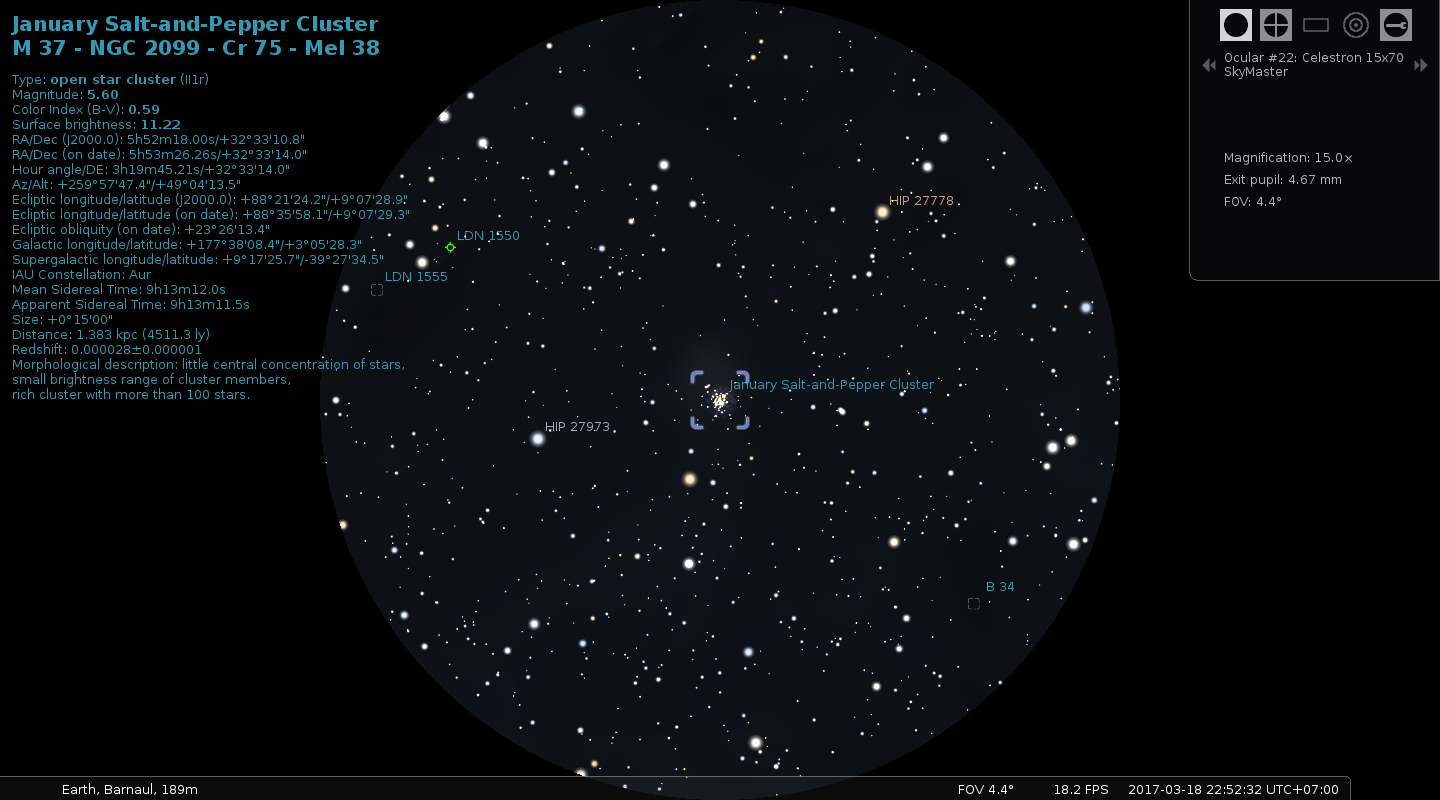 January Salt-and-Pepper Cluster
M 37 - NGC 2099 - Cr 75 - Mel 38
Type: open star cluster (II1r)
Magnitude: 5.60
Color Index (B-V): 0.59
Surface brightness: 11.22
RA/Dec (J2000.0): 5h52m18.00s/+32°33'10.8"
RA/Dec (on date): 5h53m26.26s/+32°33'14.0"
Hour angle/DE: 3h19m45.21s/+32°33'14.0"
Az/Alt: +259°57'47.4"/+49°04'13.5"
Ecliptic longitude/latitude (J2000.0): +88°21'24.2"/+9°07'28.9"
Ecliptic longitude/latitude (on date): +88°35'58.1"/+9°07'29.3"
Ecliptic obliquity (on date): +23°26'13.4"
Galactic longitude/latitude: +177°38'08.4"/+3°05'28.3"
Supergalactic longitude/latitude: +9°17'25.7"/-39°27'34.5"
IAU Constellation: Aur
Mean Sidereal Time: 9h13m12.0s
Apparent Sidereal Time: 9h13m11.5s
Size: +0°15'00"
Distance: 1.383 kpc (4511.3 ly)
Redshift: 0.000028±0.000001
Morphological description: little central concentration of stars,
small brightness range of cluster members,
rich cluster with more than 100 stars.
Ocular #22: Celestron 15x70
SkyMaster
Magnification: 15.0×
Exit pupil: 4.67 mm
FOV: 4.4°
HIP 27778
LDN 1550
LDN 1555
January Salt-and-Pepper Cluster
HIP 27973
B 34
Earth, Barnaul, 189m
FOV 4.4°
18.2 FPS
2017-03-18 22:52:32 UTC+07:00